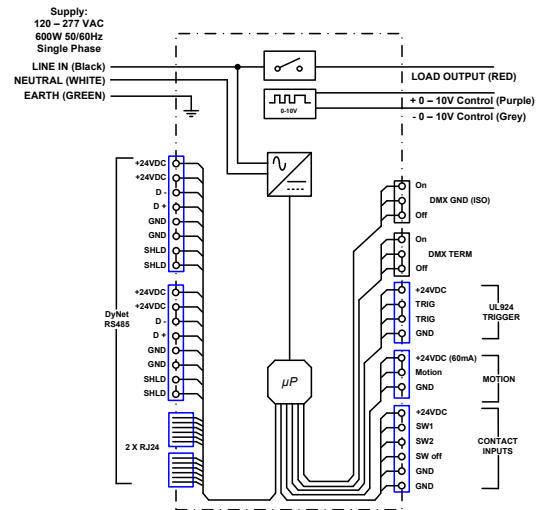 Supply:
120 – 277 VAC
600W 50/60Hz
Single Phase
LINE IN (Black)
NEUTRAL (WHITE)
EARTH (GREEN)
LOAD OUTPUT (RED)
0-10V
+ 0 – 10V Control (Purple)
- 0 – 10V Control (Grey)
+24VDC
+24VDC
D -
D +
GND
GND
SHLD
SHLD
DyNet
RS485
+24VDC
+24VDC
D -
D +
GND
GND
SHLD
SHLD
2 X RJ24
µP
On
DMX GND (ISO)
Off
On
DMX TERM
Off
+24VDC
TRIG
TRIG
GND
UL924
TRIGGER
+24VDC (60mA)
Motion
GND
MOTION
+24VDC
SW1
SW2
SW off
GND
GND
CONTACT
INPUTS